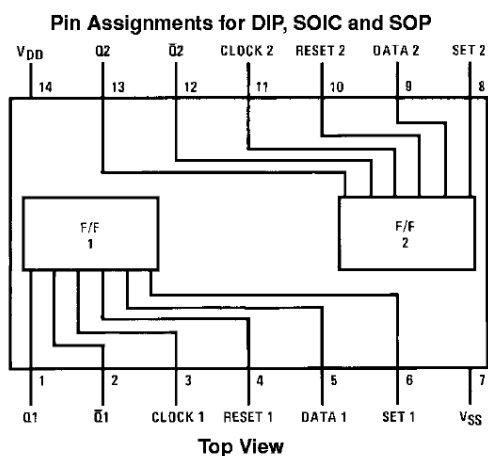 Pin Assignments for DIP, SOIC and SOP
VDD Q2 Q̅2 CLOCK 2 RESET 2 DATA 2 SET 2
14 13 12 11 10 9 8
F/F
1
F/F
2
1 2 3 4 5 6 7
Q1 Q̅1 CLOCK 1 RESET 1 DATA 1 SET 1 VSS
Top View